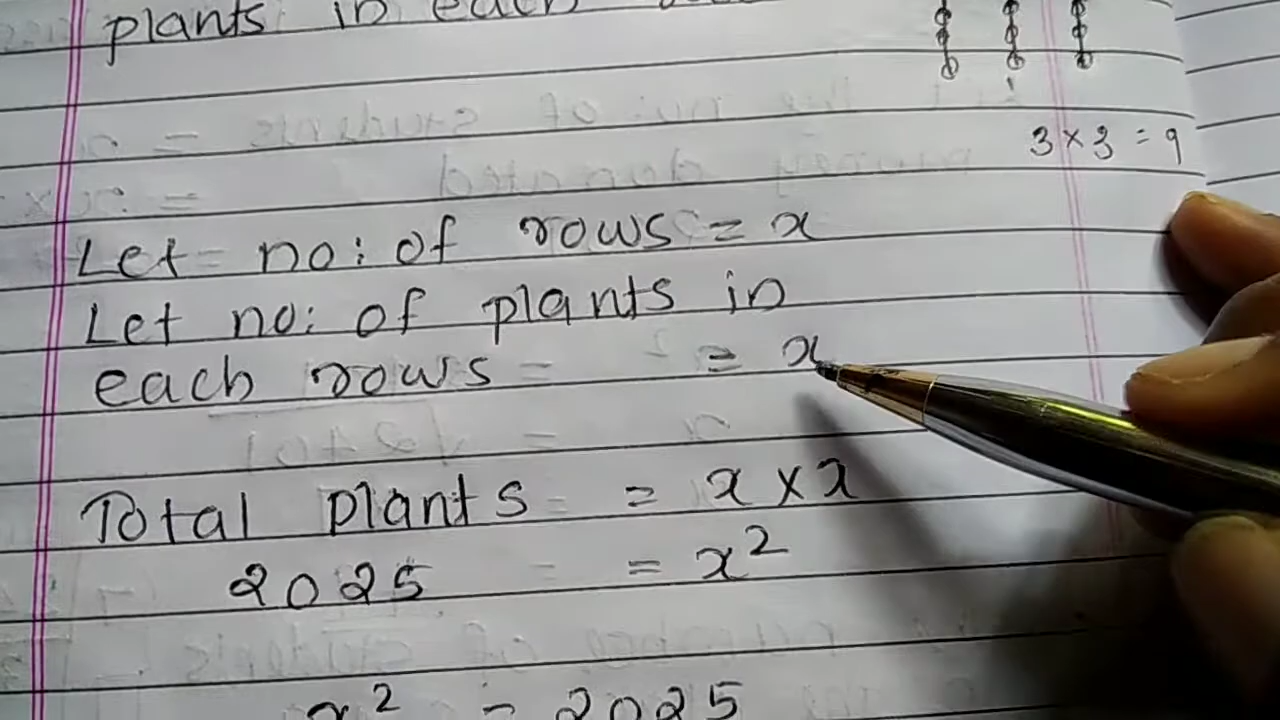 plants in each
3 × 3 = 9
Let no: of rows = x
Let no: of plants in
each rows = x
Total plants = x × x
2025 = x²
x² = 2025